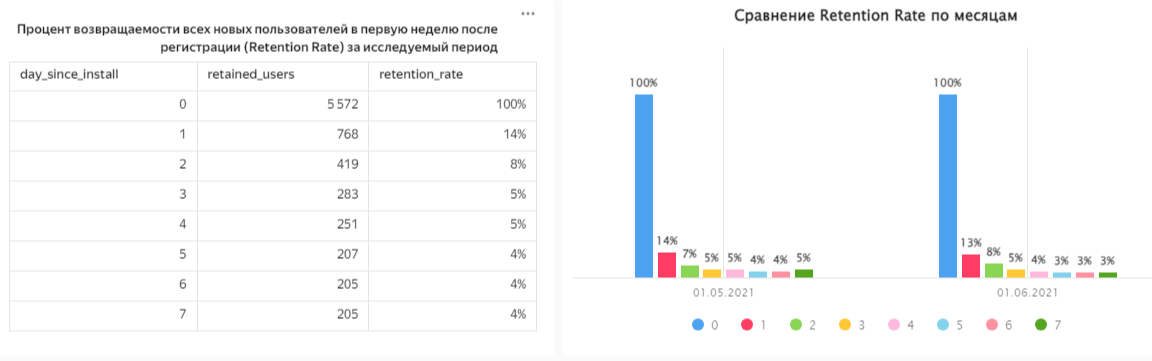 Процент возвращаемости всех новых пользователей в первую неделю после
регистрации (Retention Rate) за исследуемый период
day_since_install retained_users retention_rate
0 5 572 100%
1 768 14%
2 419 8%
3 283 5%
4 251 5%
5 207 4%
6 205 4%
7 205 4%
Сравнение Retention Rate по месяцам
100% 14% 7% 5% 5% 4% 4% 5%
100% 13% 8% 5% 4% 3% 3% 3%
01.05.2021 01.06.2021
0 1 2 3 4 5 6 7